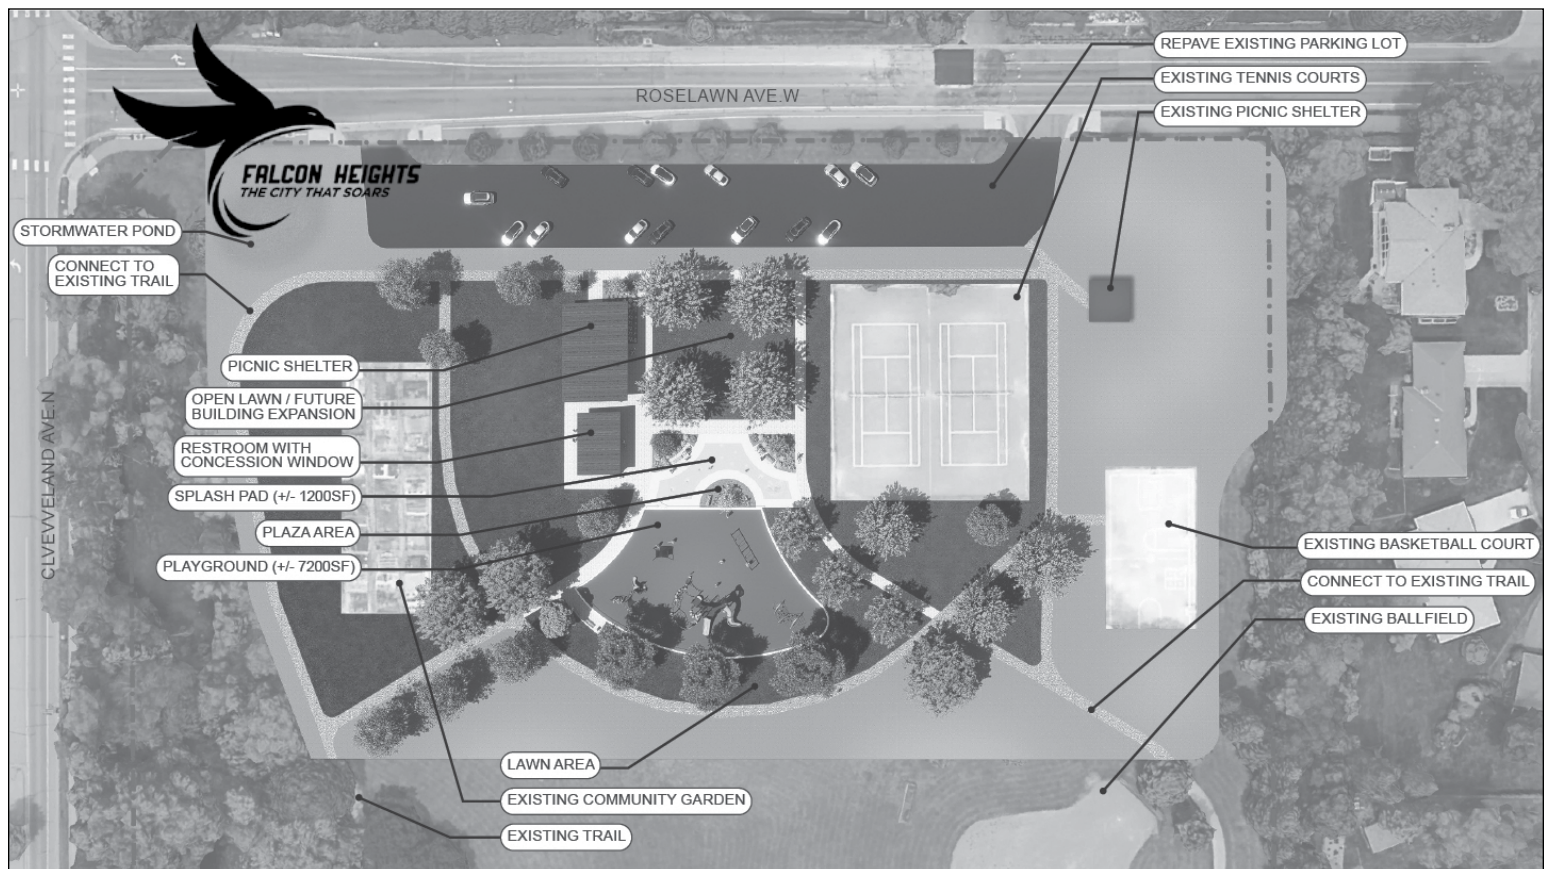 ROSELAWN AVE.W
FALCON HEIGHTS
THE CITY THAT SOARS
REPAVE EXISTING PARKING LOT
EXISTING TENNIS COURTS
EXISTING PICNIC SHELTER
STORMWATER POND
CONNECT TO
EXISTING TRAIL
PICNIC SHELTER
OPEN LAWN / FUTURE
BUILDING EXPANSION
RESTROOM WITH
CONCESSION WINDOW
SPLASH PAD (+/- 1200SF)
PLAZA AREA
PLAYGROUND (+/- 7200SF)
CLVEVVELAND AVE.N
EXISTING BASKETBALL COURT
CONNECT TO EXISTING TRAIL
EXISTING BALLFIELD
LAWN AREA
EXISTING COMMUNITY GARDEN
EXISTING TRAIL